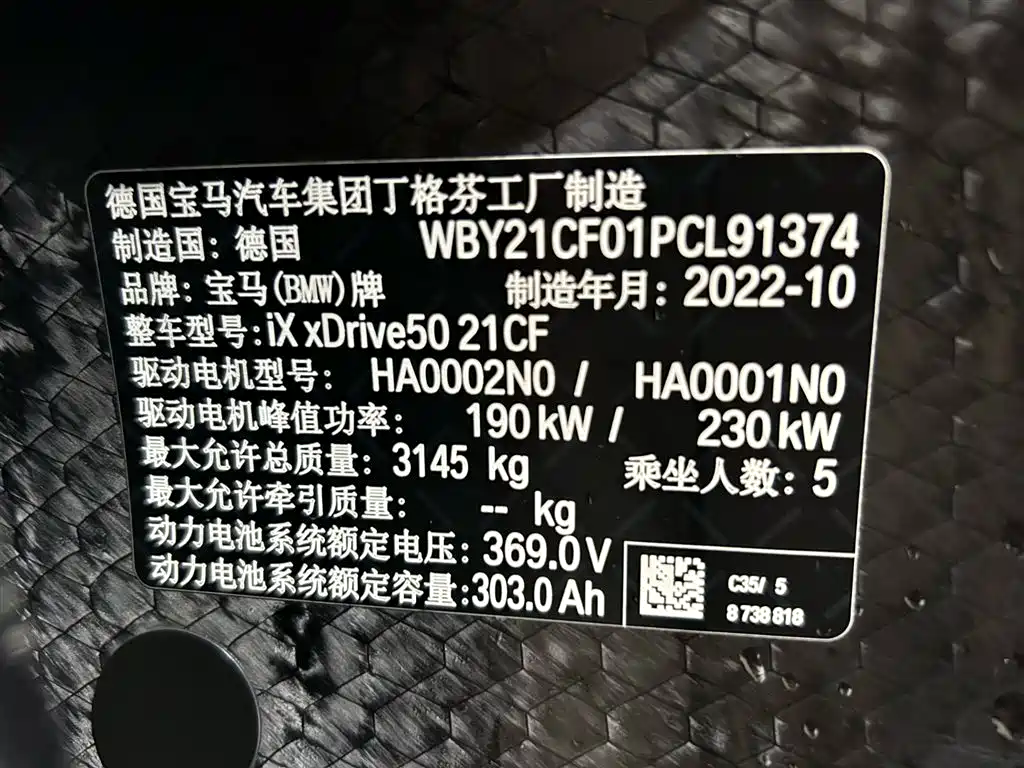 德国宝马汽车集团丁格芬工厂制造
制造国：德国 WBY21CF01PCL91374
品牌：宝马(BMW)牌 制造年月：2022-10
整车型号:iX xDrive50 21CF
驱动电机型号： HA0002N0 / HA0001N0
驱动电机峰值功率： 190 kW / 230 kW
最大允许总质量：3145 kg 乘坐人数：5
最大允许牵引质量： -- kg
动力电池系统额定电压：369.0 V
动力电池系统额定容量:303.0 Ah
C35/ 5
8 738 818